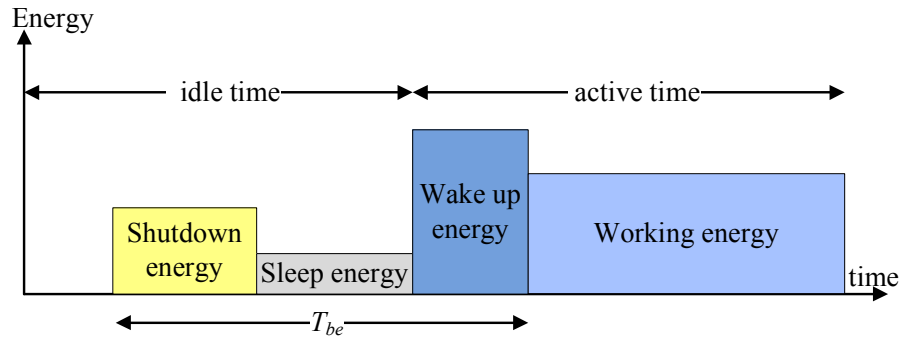 Energy
idle time
active time
Shutdown
energy
Sleep energy
Wake up
energy
Working energy
time
T_be